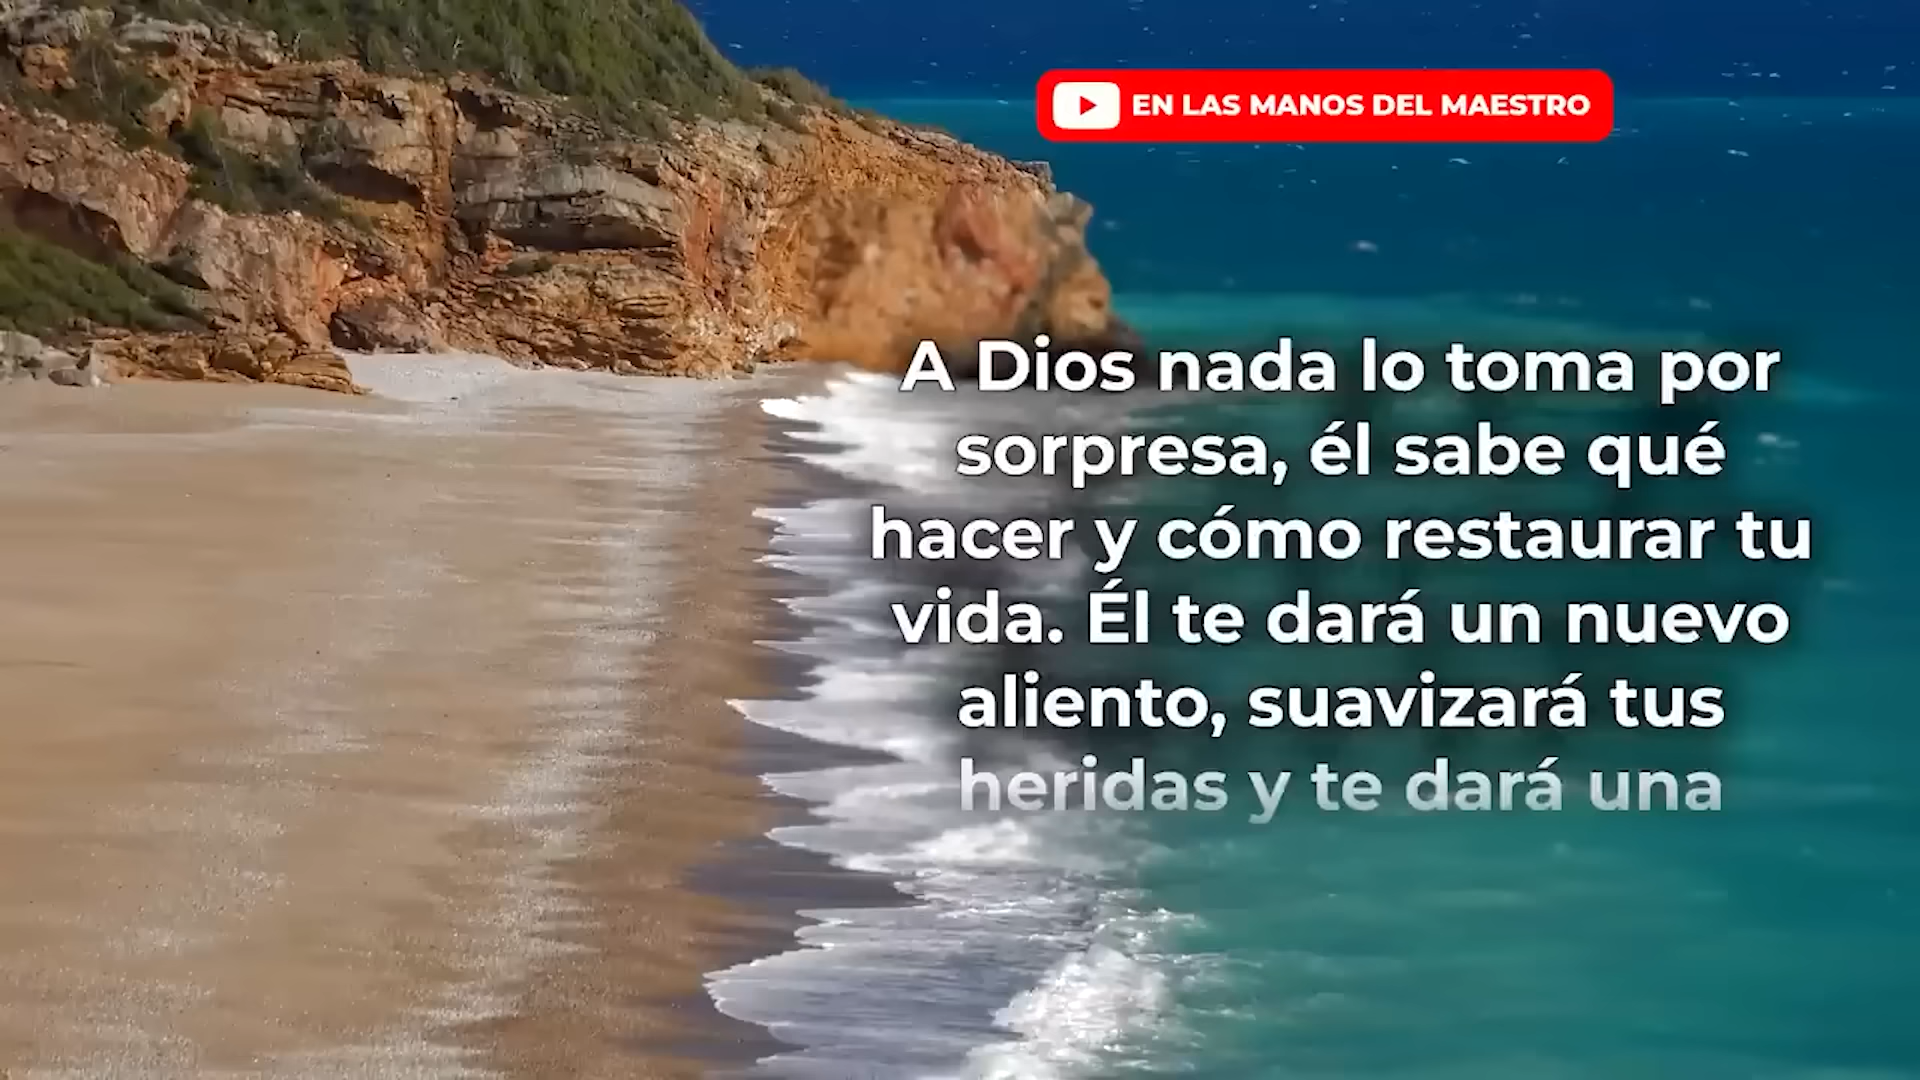 EN LAS MANOS DEL MAESTRO
A Dios nada lo toma por
sorpresa, él sabe qué
hacer y cómo restaurar tu
vida. Él te dará un nuevo
aliento, suavizará tus
heridas y te dará una